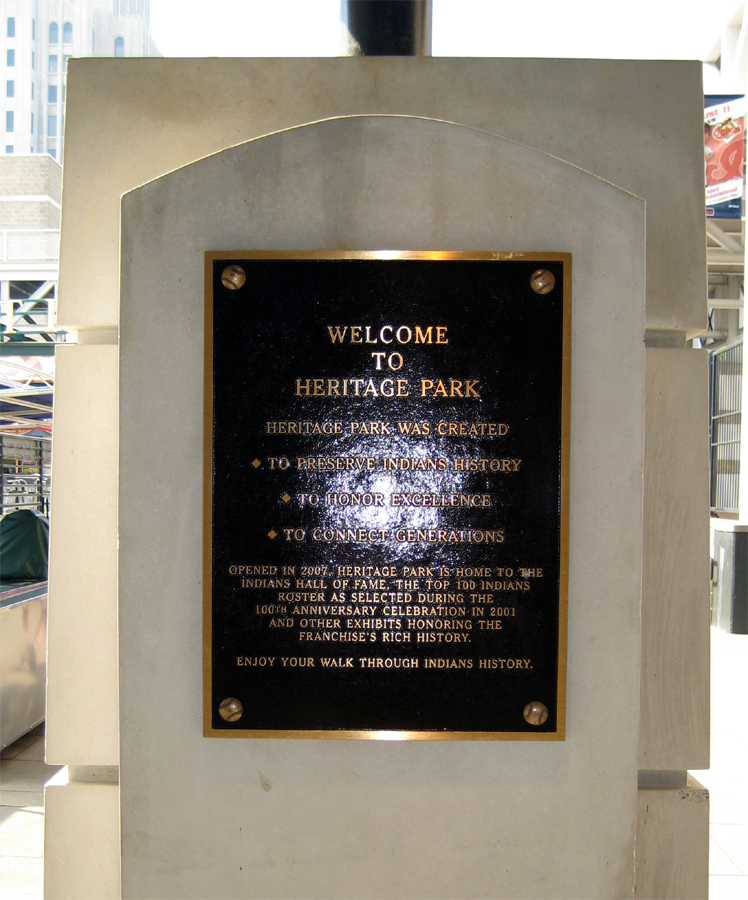 WELCOME
TO
HERITAGE PARK
HERITAGE PARK WAS CREATED
◆ TO PRESERVE INDIANS HISTORY
◆ TO HONOR EXCELLENCE
◆ TO CONNECT GENERATIONS
OPENED IN 2007, HERITAGE PARK IS HOME TO THE
INDIANS HALL OF FAME, THE TOP 100 INDIANS
ROSTER AS SELECTED DURING THE
100TH ANNIVERSARY CELEBRATION IN 2001
AND OTHER EXHIBITS HONORING THE
FRANCHISE'S RICH HISTORY.
ENJOY YOUR WALK THROUGH INDIANS HISTORY.